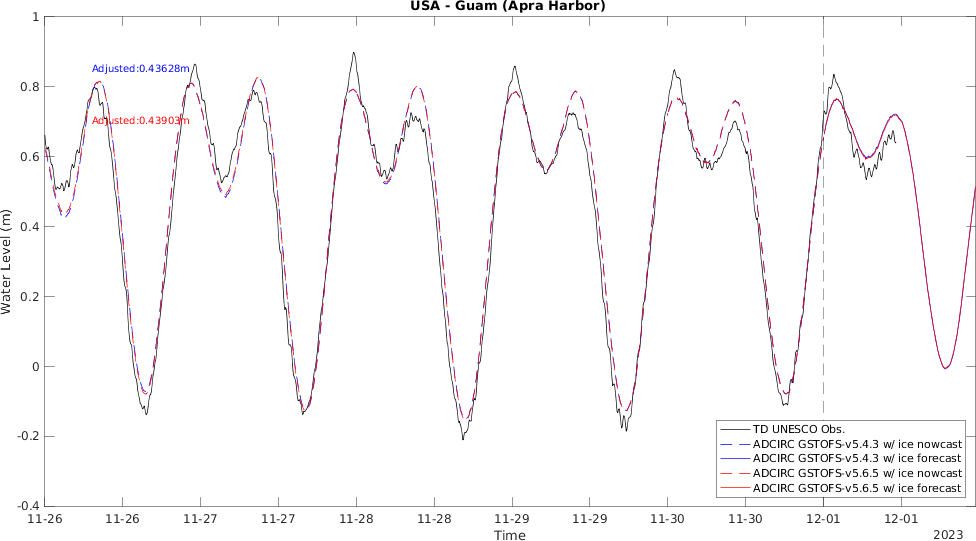 USA - Guam (Apra Harbor)
Adjusted:0.43628m
Adjusted:0.43903m
Water Level (m)
1
0.8
0.6
0.4
0.2
0
-0.2
-0.4
TD UNESCO Obs.
ADCIRC GSTOFS-v5.4.3 w/ ice nowcast
ADCIRC GSTOFS-v5.4.3 w/ ice forecast
ADCIRC GSTOFS-v5.6.5 w/ ice nowcast
ADCIRC GSTOFS-v5.6.5 w/ ice forecast
11-26 11-26 11-27 11-27 11-28 11-28 11-29 11-29 11-30 11-30 12-01 12-01
Time
2023